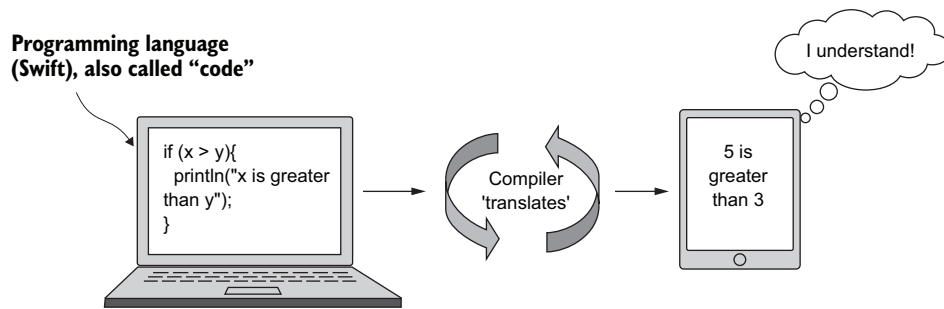 Programming language
(Swift), also called “code”
if (x > y){
println("x is greater
than y");
}
Compiler
'translates'
5 is
greater
than 3
I understand!